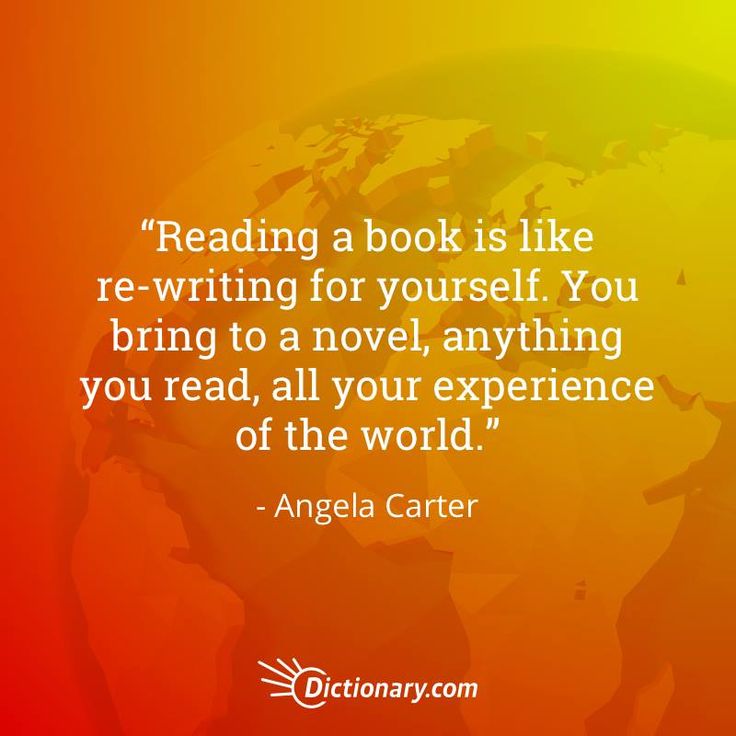 “Reading a book is like
re-writing for yourself. You
bring to a novel, anything
you read, all your experience
of the world.”
- Angela Carter
Dictionary.com